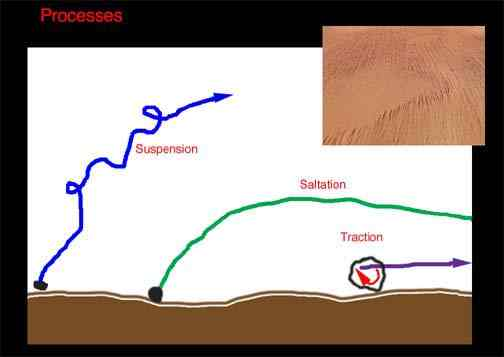 Processes
Suspension
Saltation
Traction